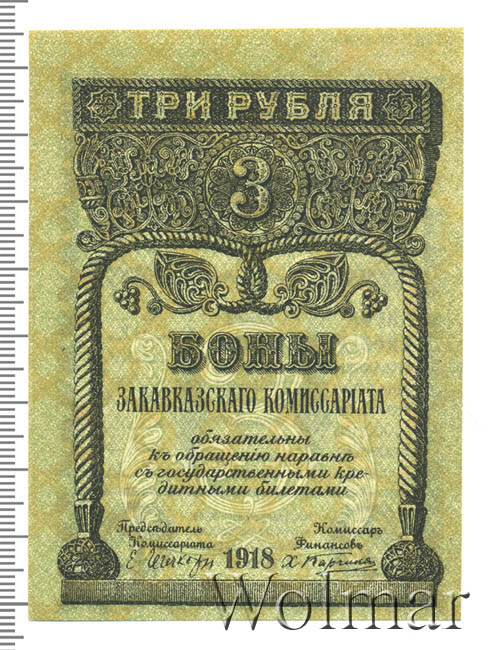 ТРИ РУБЛЯ
3
БОНЫ
ЗАКАВКАЗСКАГО КОМИССАРІАТА
обязательны
къ обращенію наравнѣ
съ государственными кре-
дитными билетами
Предсѣдатель Комиссаръ
Комиссаріата Финансовъ
1918
Wolmar